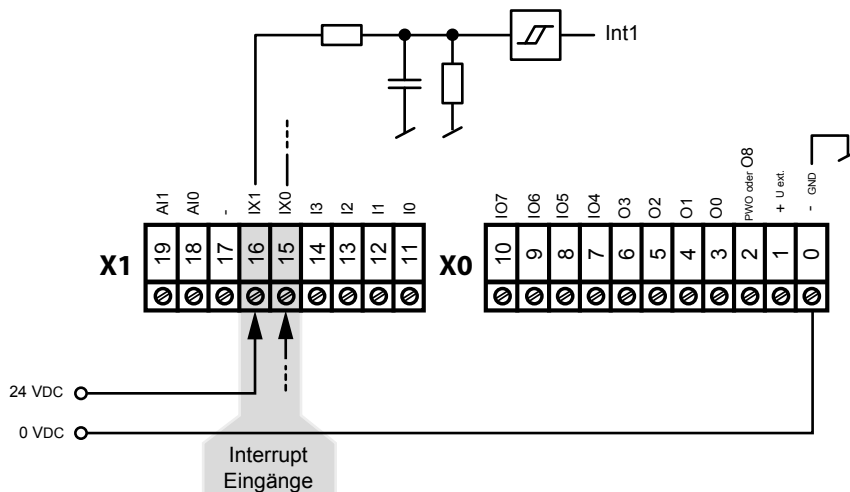 Int1
AI1
AI0
-
IX1
IX0
I3
I2
I1
I0
X1
19
18
17
16
15
14
13
12
11
IO7
IO6
IO5
IO4
O3
O2
O1
O0
PWO oder O8
+ U ext.
- GND
X0
10
9
8
7
6
5
4
3
2
1
0
24 VDC
0 VDC
Interrupt
Eingänge